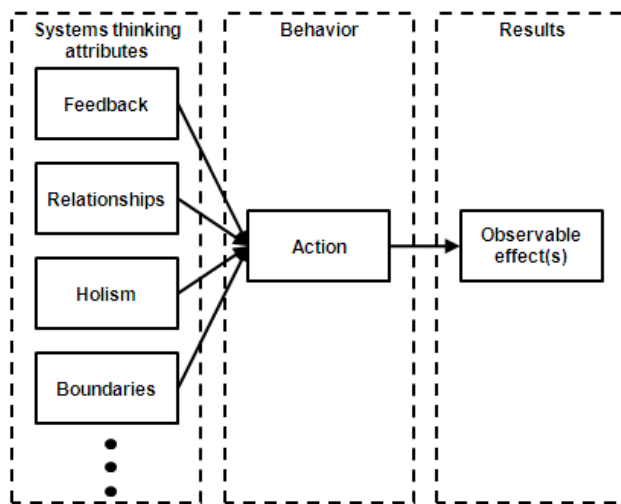 Systems thinking
attributes
Behavior
Results
Feedback
Relationships
Holism
Boundaries
Action
Observable
effect(s)